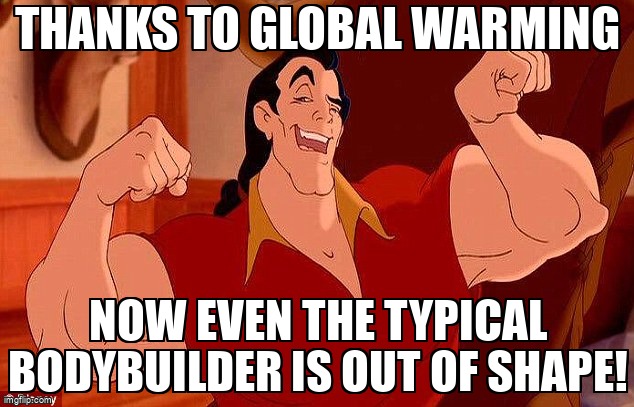 THANKS TO GLOBAL WARMING
NOW EVEN THE TYPICAL
BODYBUILDER IS OUT OF SHAPE!
imgflip.com